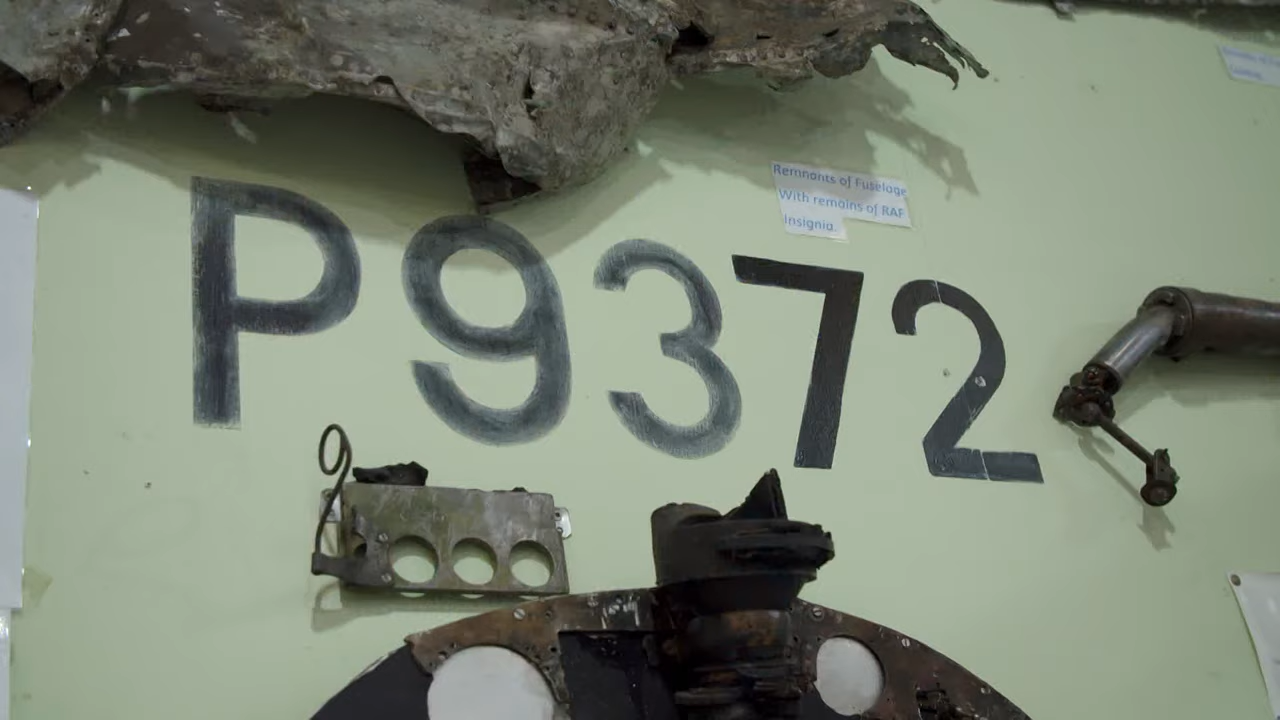 Remnants of Fuselage
With remains of RAF
Insignia.
P9372